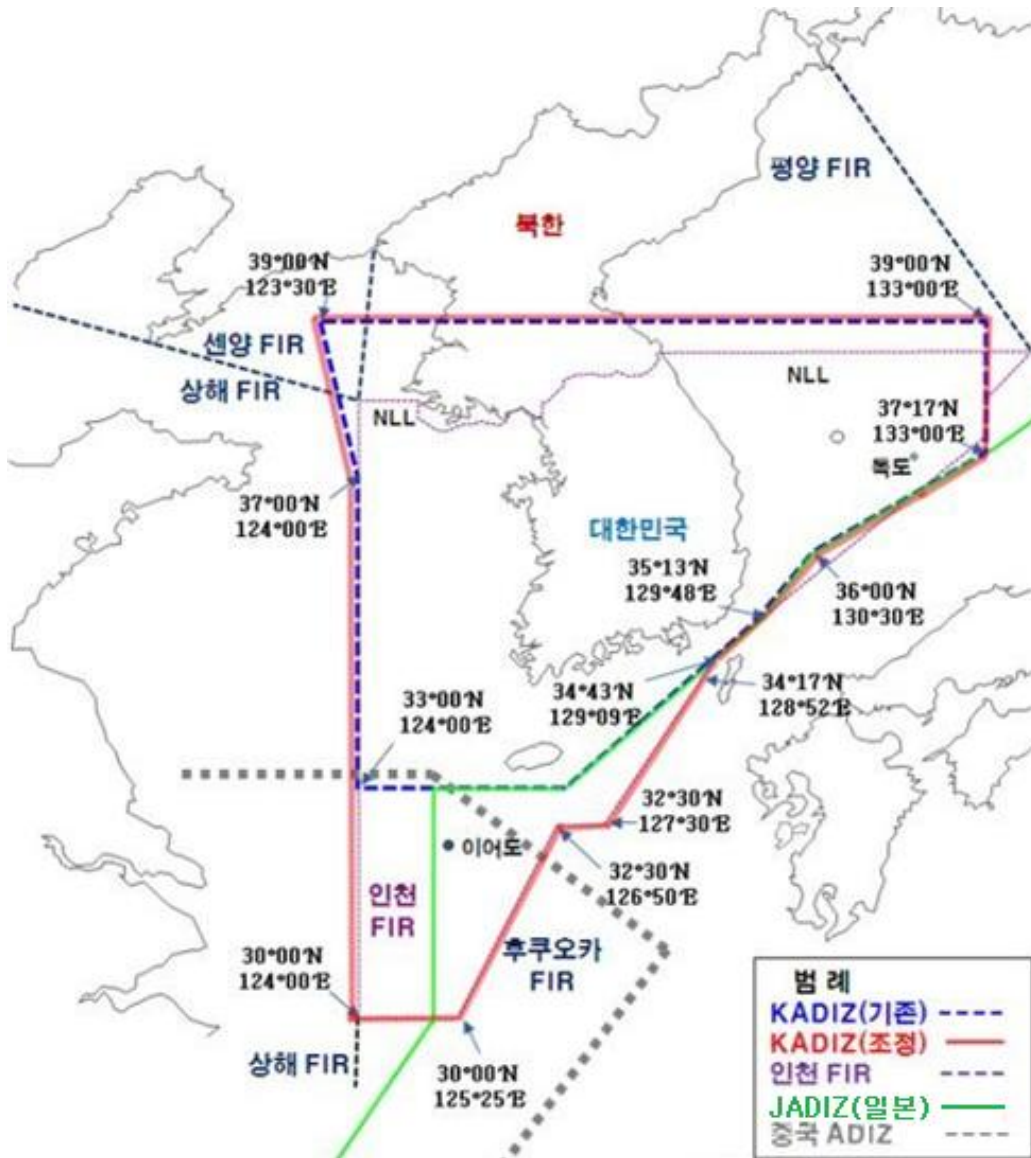 평양 FIR
북한
39°00′N
123°30′E
39°00′N
133°00′E
센양 FIR
상해 FIR
NLL
NLL
37°17′N
133°00′E
독도
37°00′N
124°00′E
대한민국
35°13′N
129°48′E
36°00′N
130°30′E
33°00′N
124°00′E
34°43′N
129°09′E
34°17′N
128°52′E
32°30′N
127°30′E
이어도
32°30′N
126°50′E
인천
FIR
후쿠오카
FIR
30°00′N
124°00′E
상해 FIR
30°00′N
125°25′E
범 례
KADIZ(기존)
KADIZ(조정)
인천 FIR
JADIZ(일본)
중국 ADIZ